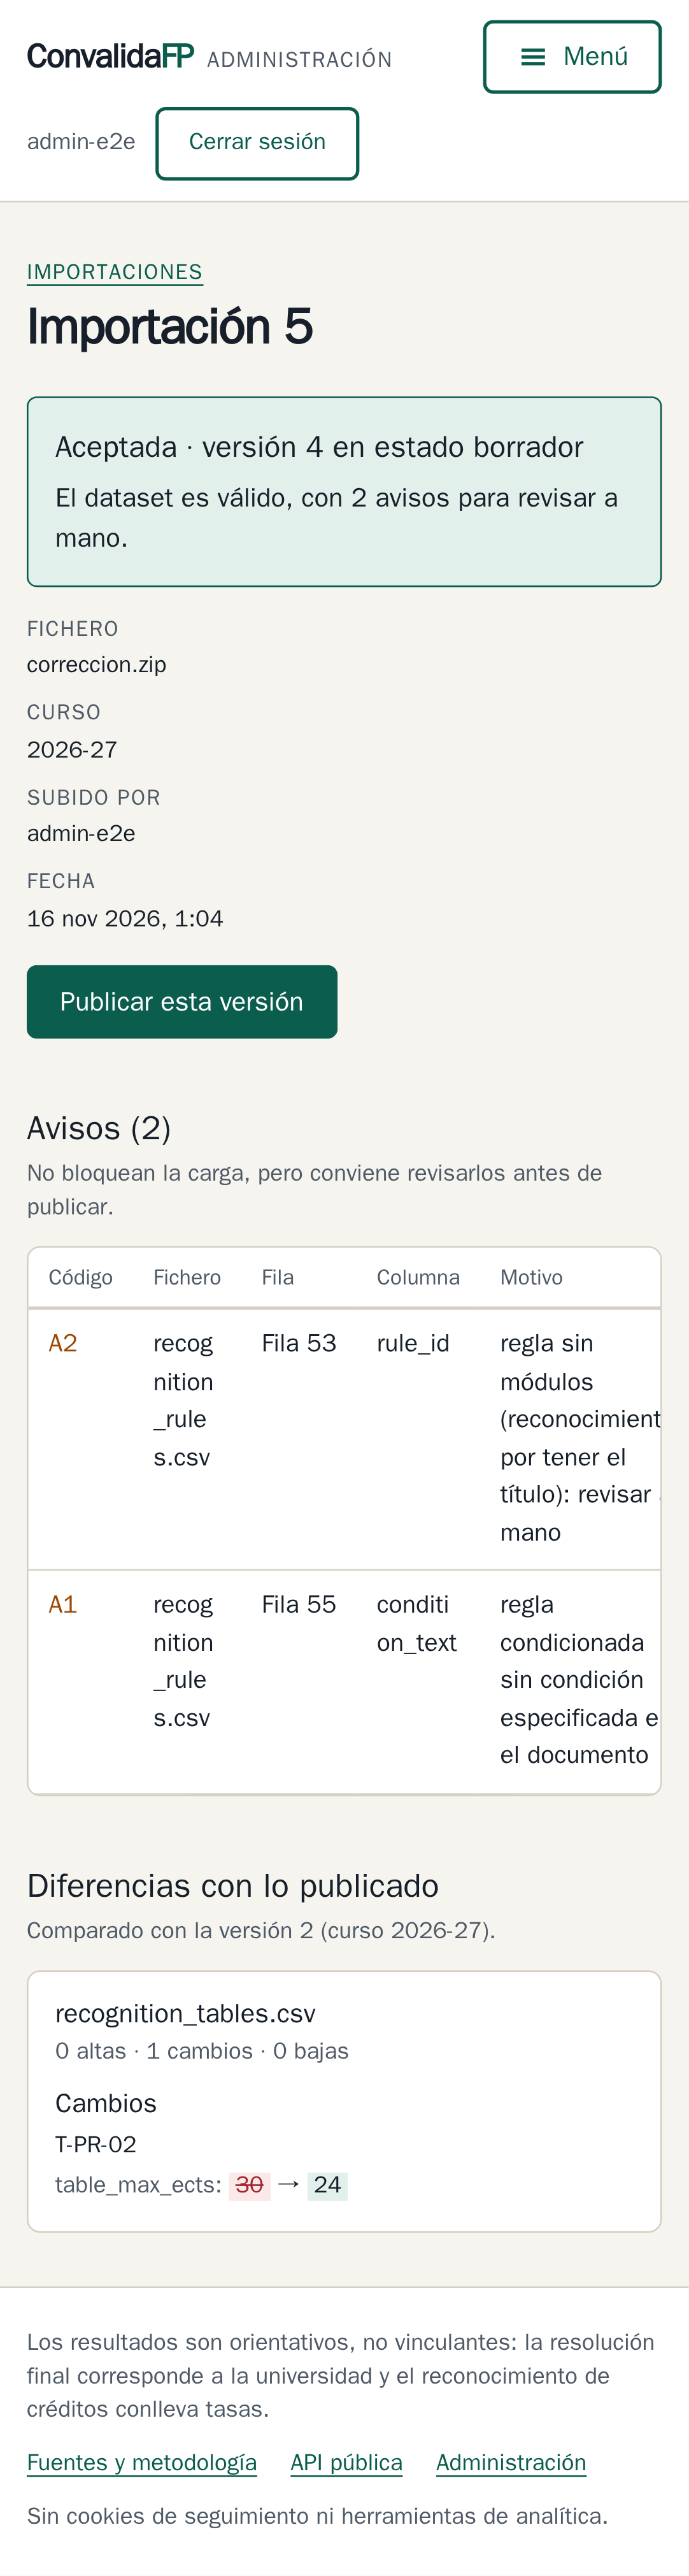 ConvalidaFP ADMINISTRACIÓN
Menú
admin-e2e
Cerrar sesión
IMPORTACIONES
Importación 5
Aceptada · versión 4 en estado borrador
El dataset es válido, con 2 avisos para revisar a
mano.
FICHERO
correccion.zip
CURSO
2026-27
SUBIDO POR
admin-e2e
FECHA
16 nov 2026, 1:04
Publicar esta versión
Avisos (2)
No bloquean la carga, pero conviene revisarlos antes de
publicar.
Código Fichero Fila Columna Motivo
A2
recog
nition
_rule
s.csv
Fila 53
rule_id
regla sin
módulos
(reconocimient
por tener el
título): revisar
mano
A1
recog
nition
_rule
s.csv
Fila 55
conditi
on_text
regla
condicionada
sin condición
especificada e
el documento
Diferencias con lo publicado
Comparado con la versión 2 (curso 2026-27).
recognition_tables.csv
0 altas · 1 cambios · 0 bajas
Cambios
T-PR-02
table_max_ects: 30 → 24
Los resultados son orientativos, no vinculantes: la resolución
final corresponde a la universidad y el reconocimiento de
créditos conlleva tasas.
Fuentes y metodología API pública Administración
Sin cookies de seguimiento ni herramientas de analítica.